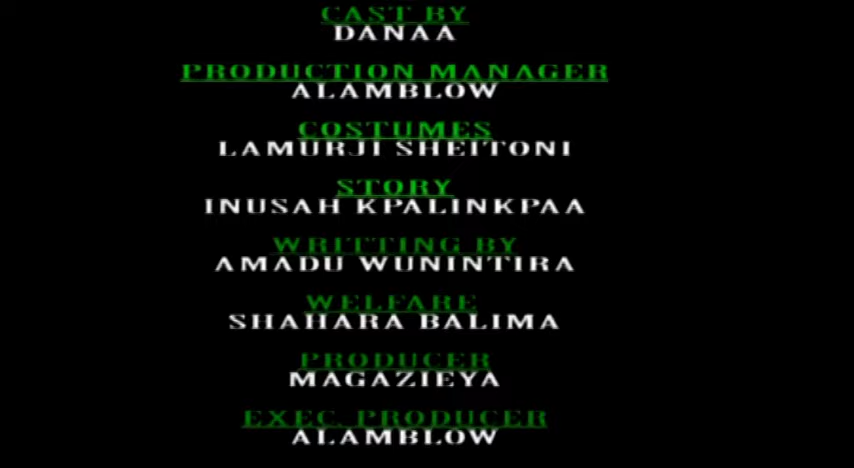 CAST BY
DANAA
PRODUCTION MANAGER
ALAMBLOW
COSTUMES
LAMURJI SHEITONI
STORY
INUSAH KPALINKPAA
WRITTING BY
AMADU WUNINTIRA
WELFARE
SHAHARA BALIMA
PRODUCER
MAGAZIEYA
EXEC. PRODUCER
ALAMBLOW